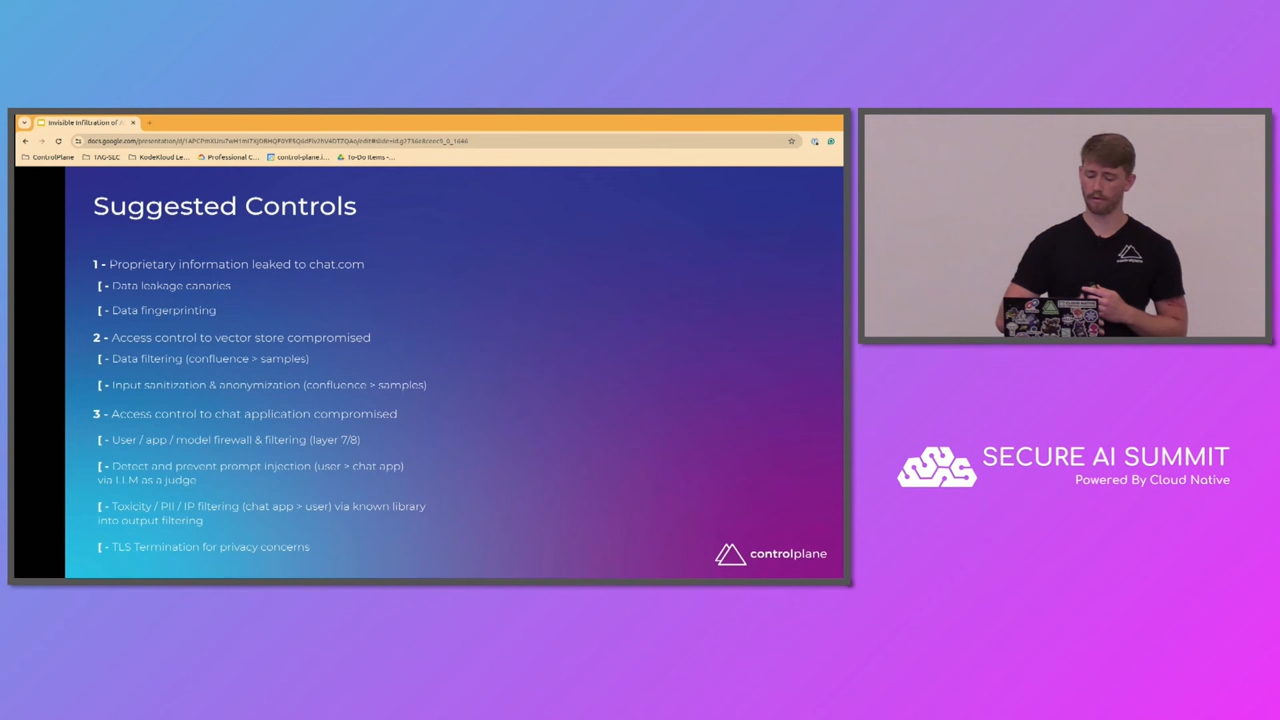 Invisible Infiltration of A
docs.google.com/presentation/d/
ControlPlane
TAG-SEC
KodeKloud Le...
Professional C...
control-plane.i...
To-Do Items -...
Suggested Controls
1 - Proprietary information leaked to chat.com
[ - Data leakage canaries
[ - Data fingerprinting
2 - Access control to vector store compromised
[ - Data filtering (confluence > samples)
[ - Input sanitization & anonymization (confluence > samples)
3 - Access control to chat application compromised
[ - User / app / model firewall & filtering (layer 7/8)
[ - Detect and prevent prompt injection (user > chat app)
via LLM as a judge
[ - Toxicity / PII / IP filtering (chat app > user) via known library
into output filtering
[ - TLS Termination for privacy concerns
controlplane
SECURE AI SUMMIT
Powered By Cloud Native